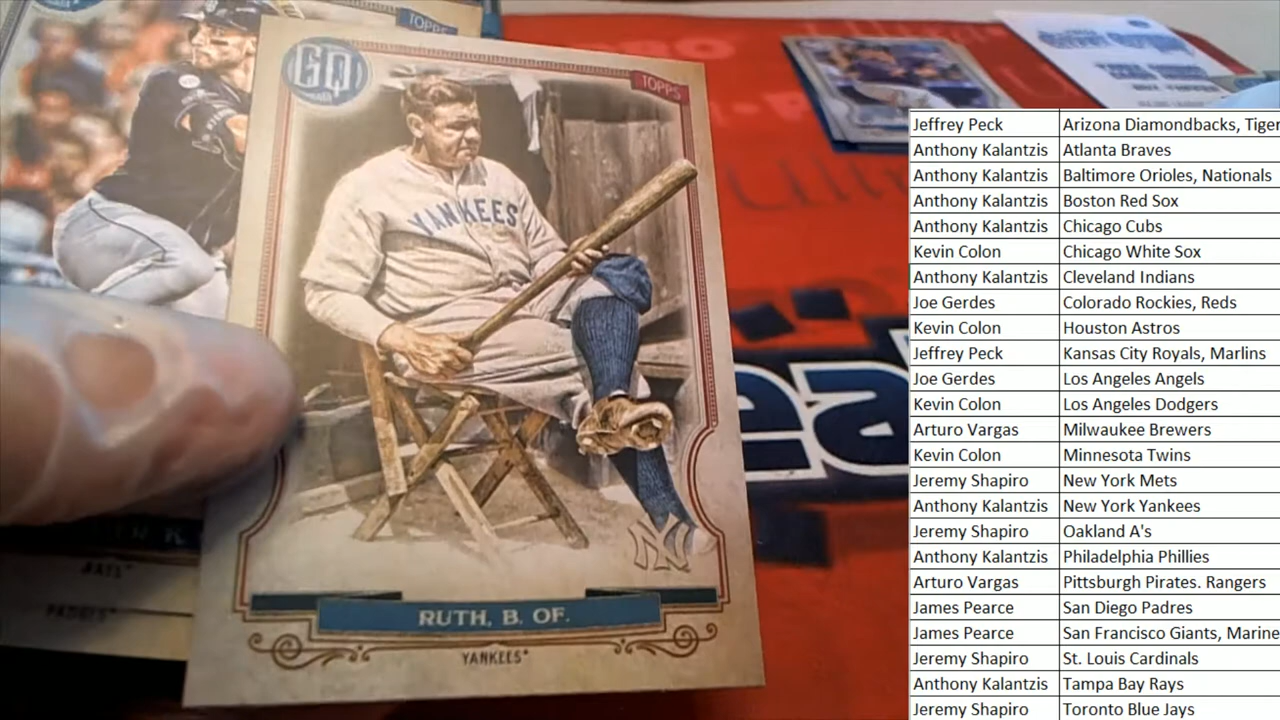 TOPPS
GQ
TOPPS
YANKEES
NY
RUTH, B. OF.
YANKEES
PADRES
ea
Jeffrey Peck Arizona Diamondbacks, Tiger
Anthony Kalantzis Atlanta Braves
Anthony Kalantzis Baltimore Orioles, Nationals
Anthony Kalantzis Boston Red Sox
Anthony Kalantzis Chicago Cubs
Kevin Colon Chicago White Sox
Anthony Kalantzis Cleveland Indians
Joe Gerdes Colorado Rockies, Reds
Kevin Colon Houston Astros
Jeffrey Peck Kansas City Royals, Marlins
Joe Gerdes Los Angeles Angels
Kevin Colon Los Angeles Dodgers
Arturo Vargas Milwaukee Brewers
Kevin Colon Minnesota Twins
Jeremy Shapiro New York Mets
Anthony Kalantzis New York Yankees
Jeremy Shapiro Oakland A's
Anthony Kalantzis Philadelphia Phillies
Arturo Vargas Pittsburgh Pirates. Rangers
James Pearce San Diego Padres
James Pearce San Francisco Giants, Marine
Jeremy Shapiro St. Louis Cardinals
Anthony Kalantzis Tampa Bay Rays
Jeremy Shapiro Toronto Blue Jays